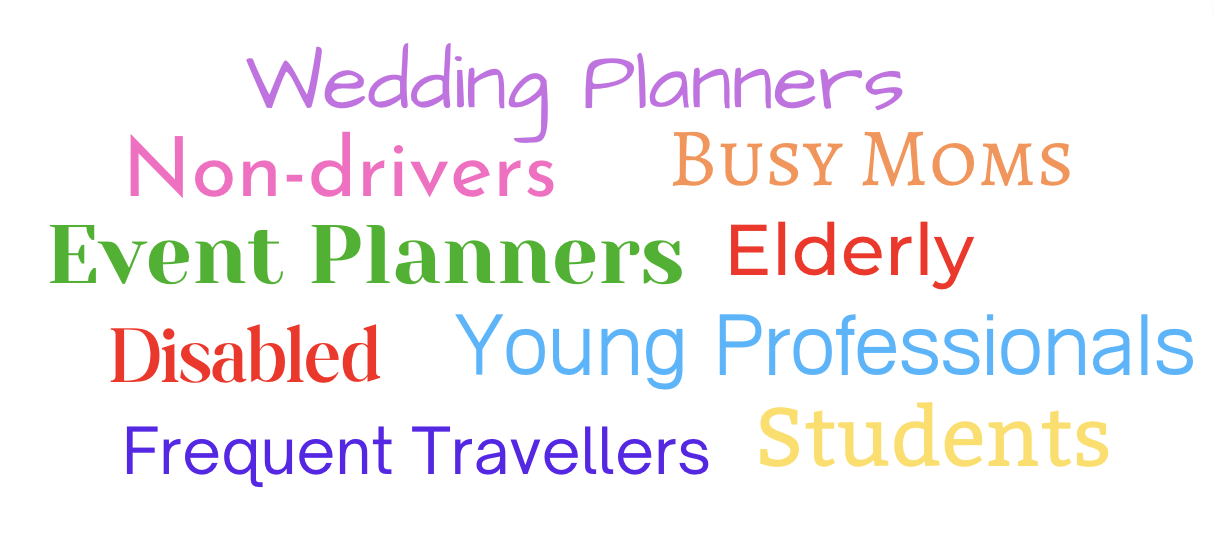 Wedding Planners
Non-drivers
Busy Moms
Event Planners
Elderly
Disabled
Young Professionals
Frequent Travellers
Students